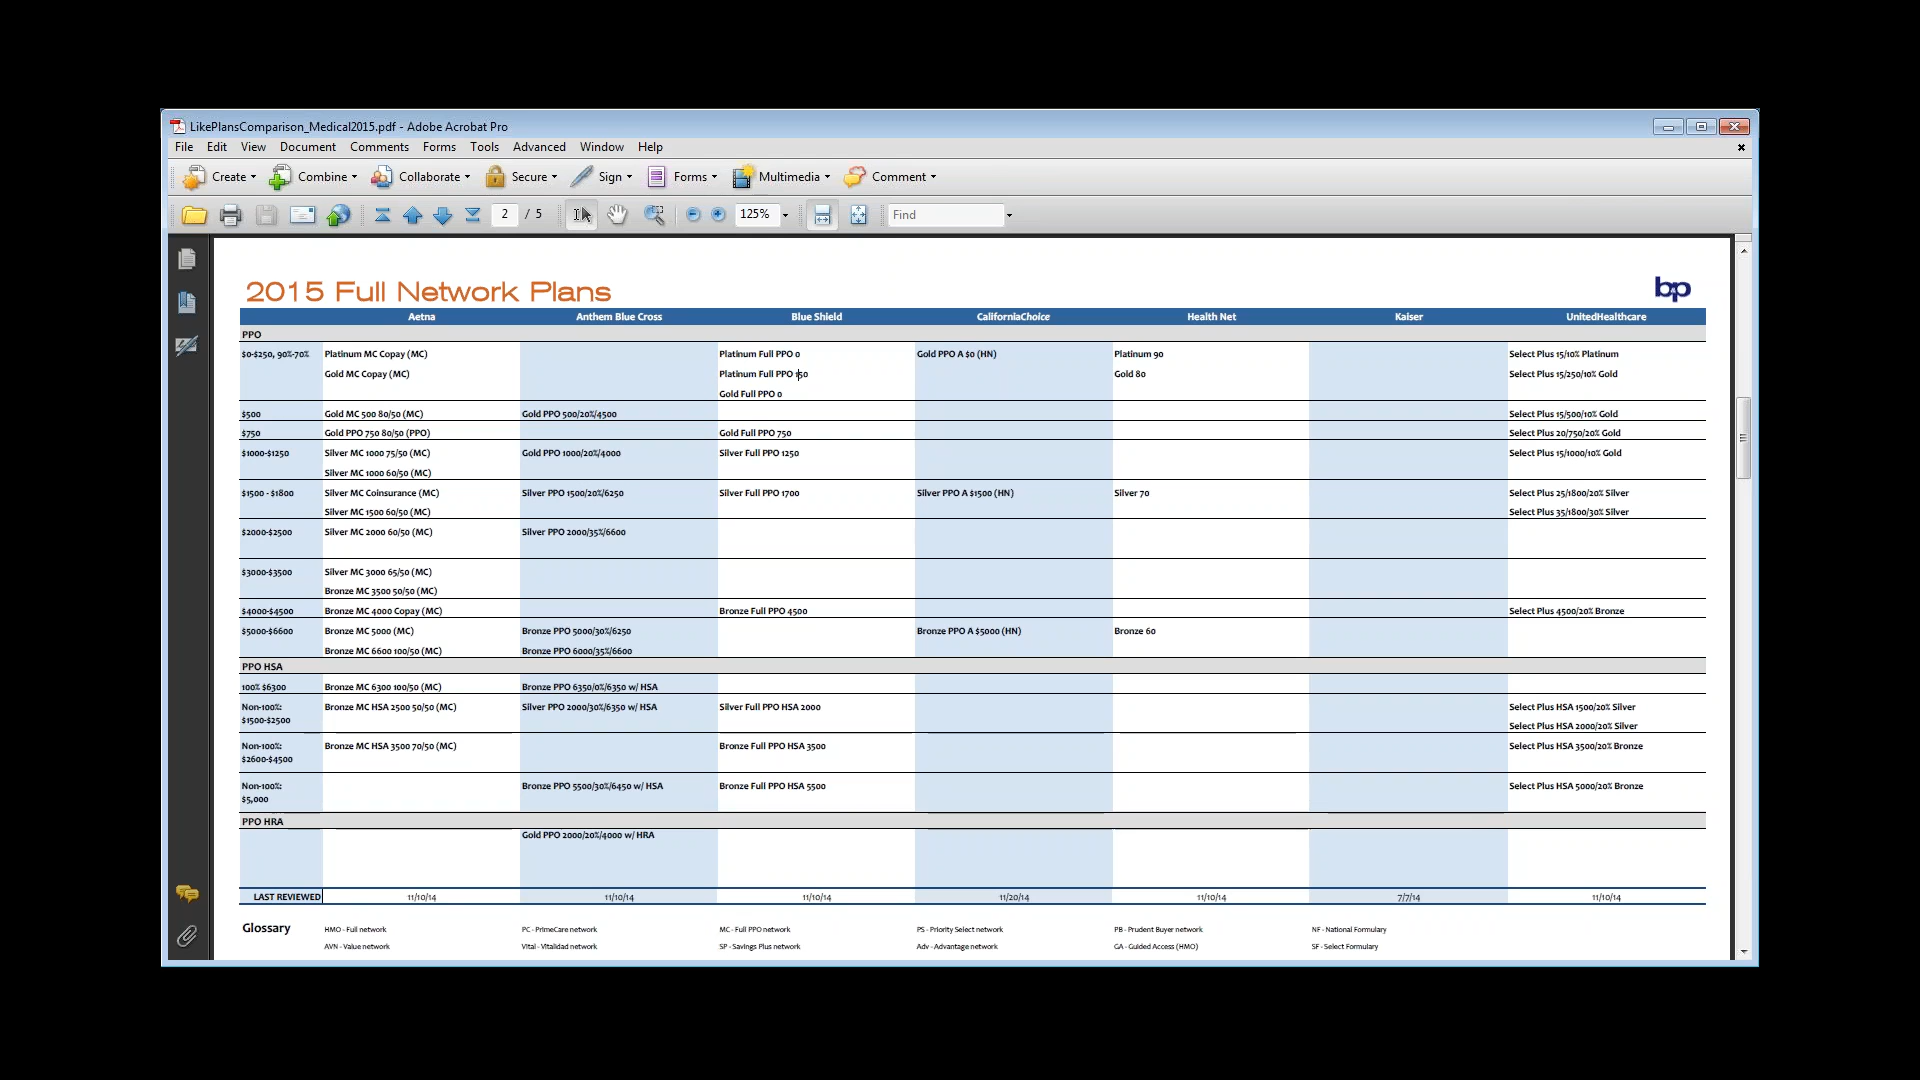 LikePlansComparison_Medical2015.pdf - Adobe Acrobat Pro
File Edit View Document Comments Forms Tools Advanced Window Help
Create Combine Collaborate Secure Sign Forms Multimedia Comment
2 / 5 125% Find
2015 Full Network Plans bp
Aetna Anthem Blue Cross Blue Shield CaliforniaChoice Health Net Kaiser UnitedHealthcare
PPO
$0-$250, 90%-70% Platinum MC Copay (MC) Platinum Full PPO 0 Gold PPO A $0 (HN) Platinum 90 Select Plus 15/10% Platinum
Gold MC Copay (MC) Platinum Full PPO 150 Gold 80 Select Plus 15/250/10% Gold
Gold Full PPO 0
$500 Gold MC 500 80/50 (MC) Gold PPO 500/20%/4500 Select Plus 15/500/10% Gold
$750 Gold PPO 750 80/50 (PPO) Gold Full PPO 750 Select Plus 20/750/20% Gold
$1000-$1250 Silver MC 1000 75/50 (MC) Gold PPO 1000/20%/4000 Silver Full PPO 1250 Select Plus 15/1000/10% Gold
Silver MC 1000 60/50 (MC)
$1500 - $1800 Silver MC Coinsurance (MC) Silver PPO 1500/20%/6250 Silver Full PPO 1700 Silver PPO A $1500 (HN) Silver 70 Select Plus 25/1800/20% Silver
Silver MC 1500 60/50 (MC) Select Plus 35/1800/30% Silver
$2000-$2500 Silver MC 2000 60/50 (MC) Silver PPO 2000/35%/6600
$3000-$3500 Silver MC 3000 65/50 (MC)
Bronze MC 3500 50/50 (MC)
$4000-$4500 Bronze MC 4000 Copay (MC) Bronze Full PPO 4500 Select Plus 4500/20% Bronze
$5000-$6600 Bronze MC 5000 (MC) Bronze PPO 5000/30%/6250 Bronze PPO A $5000 (HN) Bronze 60
Bronze MC 6600 100/50 (MC) Bronze PPO 6000/35%/6600
PPO HSA
100% $6300 Bronze MC 6300 100/50 (MC) Bronze PPO 6350/0%/6350 w/ HSA
Non-100%: Bronze MC HSA 2500 50/50 (MC) Silver PPO 2000/30%/6350 w/ HSA Silver Full PPO HSA 2000 Select Plus HSA 1500/20% Silver
$1500-$2500 Select Plus HSA 2000/20% Silver
Non-100%: Bronze MC HSA 3500 70/50 (MC) Bronze Full PPO HSA 3500 Select Plus HSA 3500/20% Bronze
$2600-$4500
Non-100%: Bronze PPO 5500/30%/6450 w/ HSA Bronze Full PPO HSA 5500 Select Plus HSA 5000/20% Bronze
$5,000
PPO HRA
Gold PPO 2000/20%/4000 w/ HRA
LAST REVIEWED 11/10/14 11/10/14 11/10/14 11/20/14 11/10/14 7/7/14 11/10/14
Glossary HMO - Full network PC - PrimeCare network MC - Full PPO network PS - Priority Select network PB - Prudent Buyer network NF - National Formulary
AVN - Value network Vital - Vitalidad network SP - Savings Plus network Adv - Advantage network GA - Guided Access (HMO) SF - Select Formulary